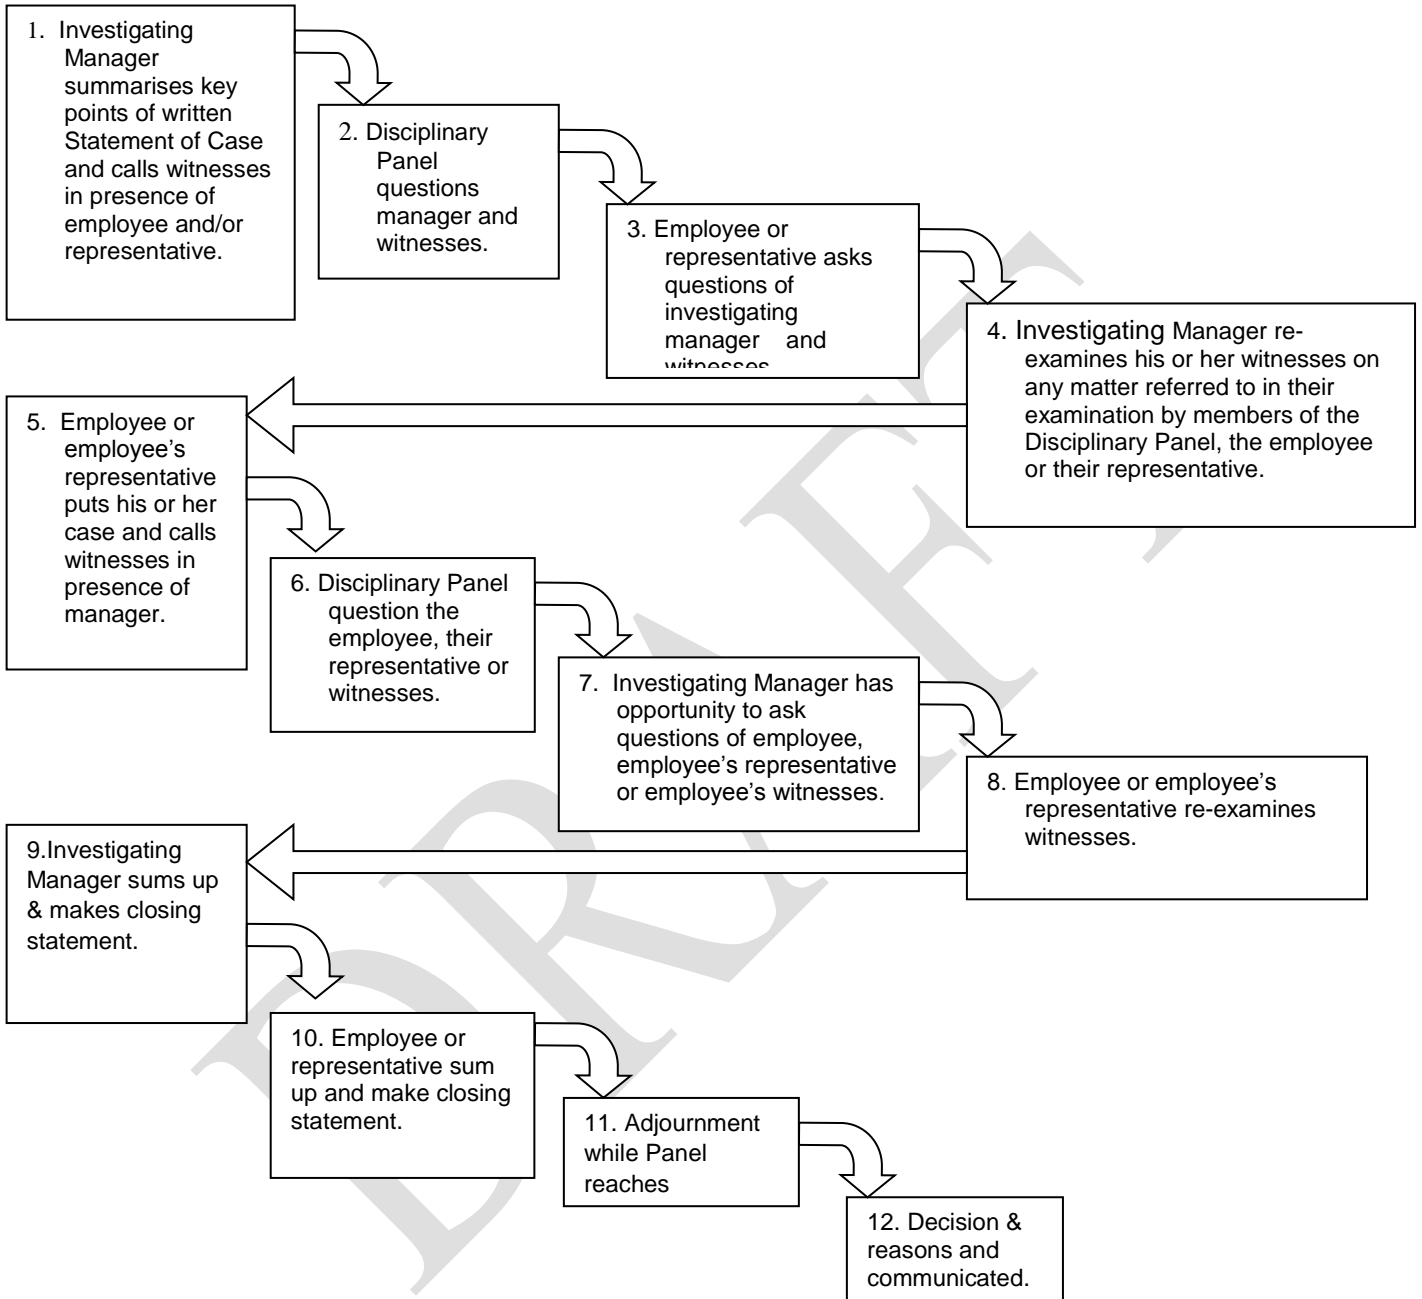 1. Investigating
Manager
summarises key
points of written
Statement of Case
and calls witnesses
in presence of
employee and/or
representative.
2. Disciplinary
Panel
questions
manager and
witnesses.
3. Employee or
representative asks
questions of
investigating
manager and
witnesses
4. Investigating Manager re-
examines his or her witnesses on
any matter referred to in their
examination by members of the
Disciplinary Panel, the employee
or their representative.
5. Employee or
employee’s
representative
puts his or her
case and calls
witnesses in
presence of
manager.
6. Disciplinary Panel
question the
employee, their
representative or
witnesses.
7. Investigating Manager has
opportunity to ask
questions of employee,
employee’s representative
or employee’s witnesses.
8. Employee or employee’s
representative re-examines
witnesses.
9.Investigating
Manager sums up
& makes closing
statement.
10. Employee or
representative sum
up and make closing
statement.
11. Adjournment
while Panel
reaches
12. Decision &
reasons and
communicated.
DRAFT